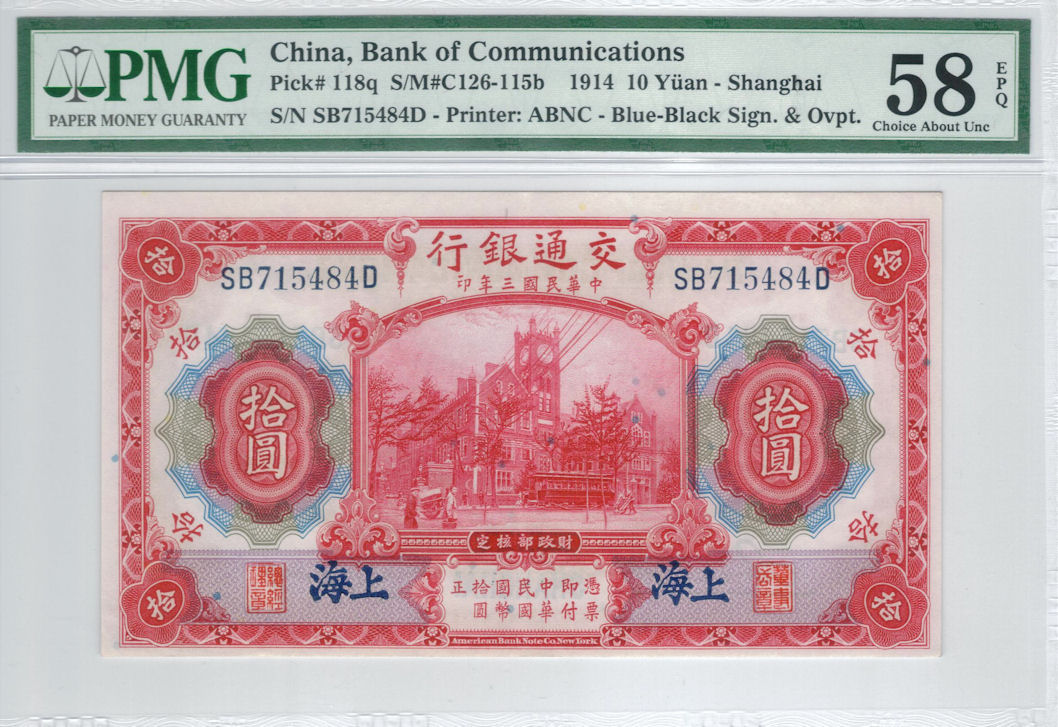 PMG
PAPER MONEY GUARANTY
China, Bank of Communications
Pick# 118q S/M#C126-115b 1914 10 Yüan - Shanghai
S/N SB715484D - Printer: ABNC - Blue-Black Sign. & Ovpt.
58
EPQ
Choice About Unc
行銀通交
印年三國民華中
SB715484D
SB715484D
拾
拾
拾
拾
拾圓
拾圓
拾
拾
定核部政財
海上
海上
正拾國民中即憑
圓幣國華付票
拾
拾
American Bank Note Co. New York